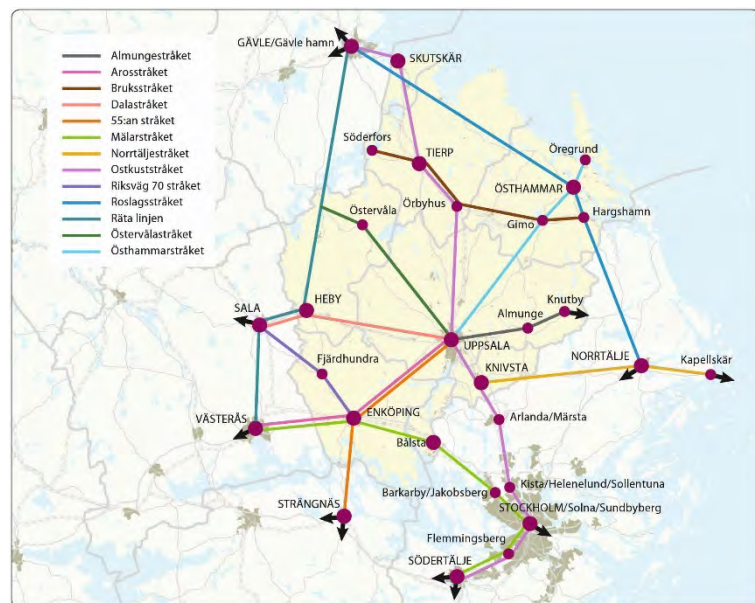 Almungestråket
Arosstråket
Bruksstråket
Dalastråket
55:an stråket
Mälarstråket
Norrtäljestråket
Ostkuststråket
Riksväg 70 stråket
Roslagsstråket
Räta linjen
Östervålastråket
Östhammarstråket
GÄVLE/Gävle hamn
SKUTSKÄR
Söderfors
TIERP
Öregrund
ÖSTHAMMAR
Örbyhus
Hargshamn
Gimo
Östervåla
HEBY
SALA
Knutby
Almunge
UPPSALA
Fjärdhundra
KNIVSTA
NORRTÄLJE
Kapellskär
VÄSTERÅS
ENKÖPING
Arlanda/Märsta
Bålsta
Kista/Helenelund/Sollentuna
Barkarby/Jakobsberg
STRÄNGNÄS
STOCKHOLM/Solna/Sundbyberg
Flemmingsberg
SÖDERTÄLJE